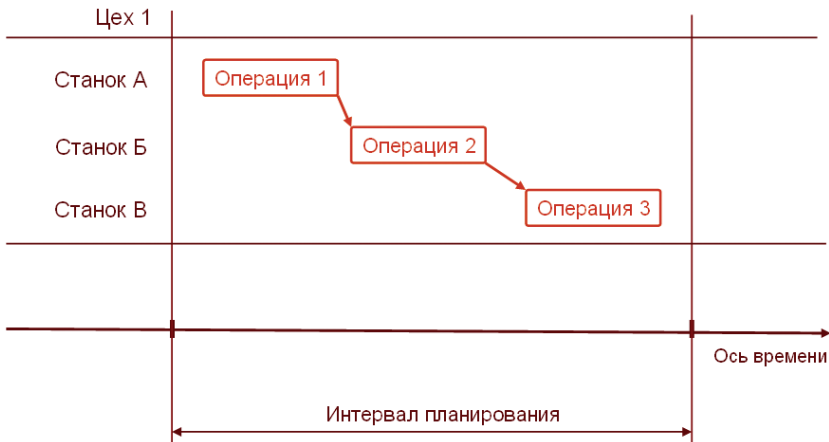 Цех 1
Станок А
Операция 1
Станок Б
Операция 2
Станок В
Операция 3
Ось времени
Интервал планирования